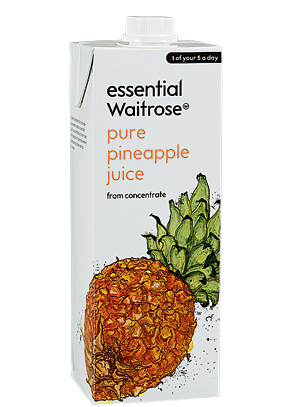 1 of your 5 a day
essential
Waitrose
pure
pineapple
juice
from concentrate